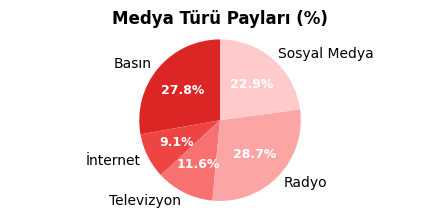 Medya Türü Payları (%)
Basın
27.8%
Sosyal Medya
22.9%
İnternet
9.1%
Televizyon
11.6%
Radyo
28.7%